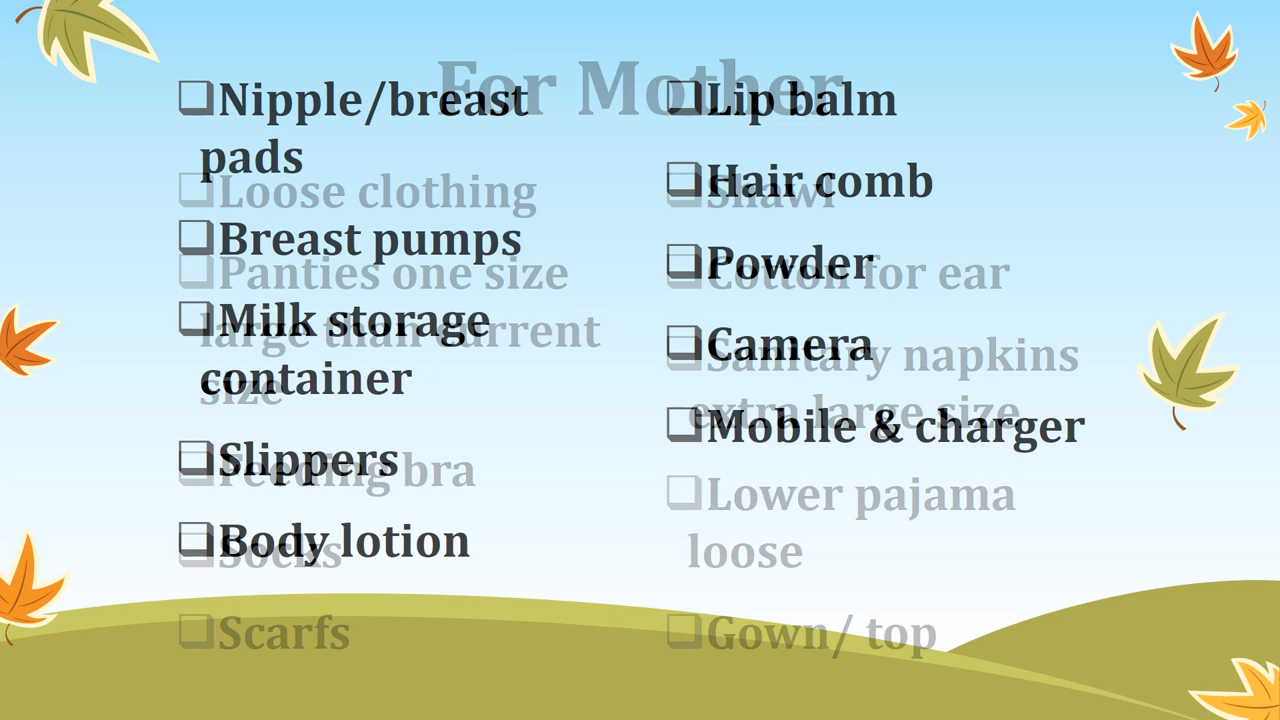 For Mother
❑Nipple/breast
pads
❑Breast pumps
❑Milk storage
container
❑Slippers
❑Body lotion
❑Lip balm
❑Hair comb
❑Powder
❑Camera
❑Mobile & charger
❑Loose clothing
❑Panties one size
large than current
size
❑Feeding bra
❑Socks
❑Scarfs
❑Shawl
❑Cotton for ear
❑Sanitary napkins
extra large size
❑Lower pajama
loose
❑Gown/ top